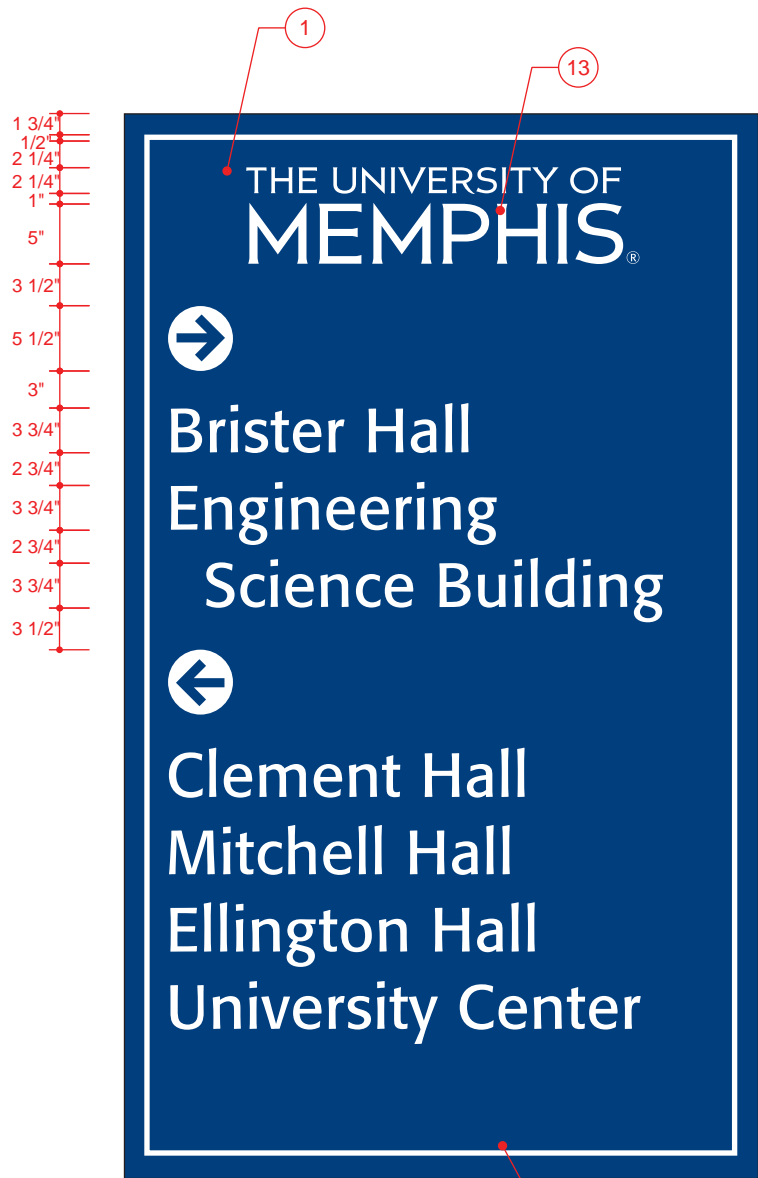 1
13
1 3/4"
1/2"
2 1/4"
2 1/4"
1"
5"
3 1/2"
5 1/2"
3"
3 3/4"
2 3/4"
3 3/4"
2 3/4"
3 3/4"
3 1/2"
THE UNIVERSITY OF
MEMPHIS®
Brister Hall
Engineering
Science Building
Clement Hall
Mitchell Hall
Ellington Hall
University Center